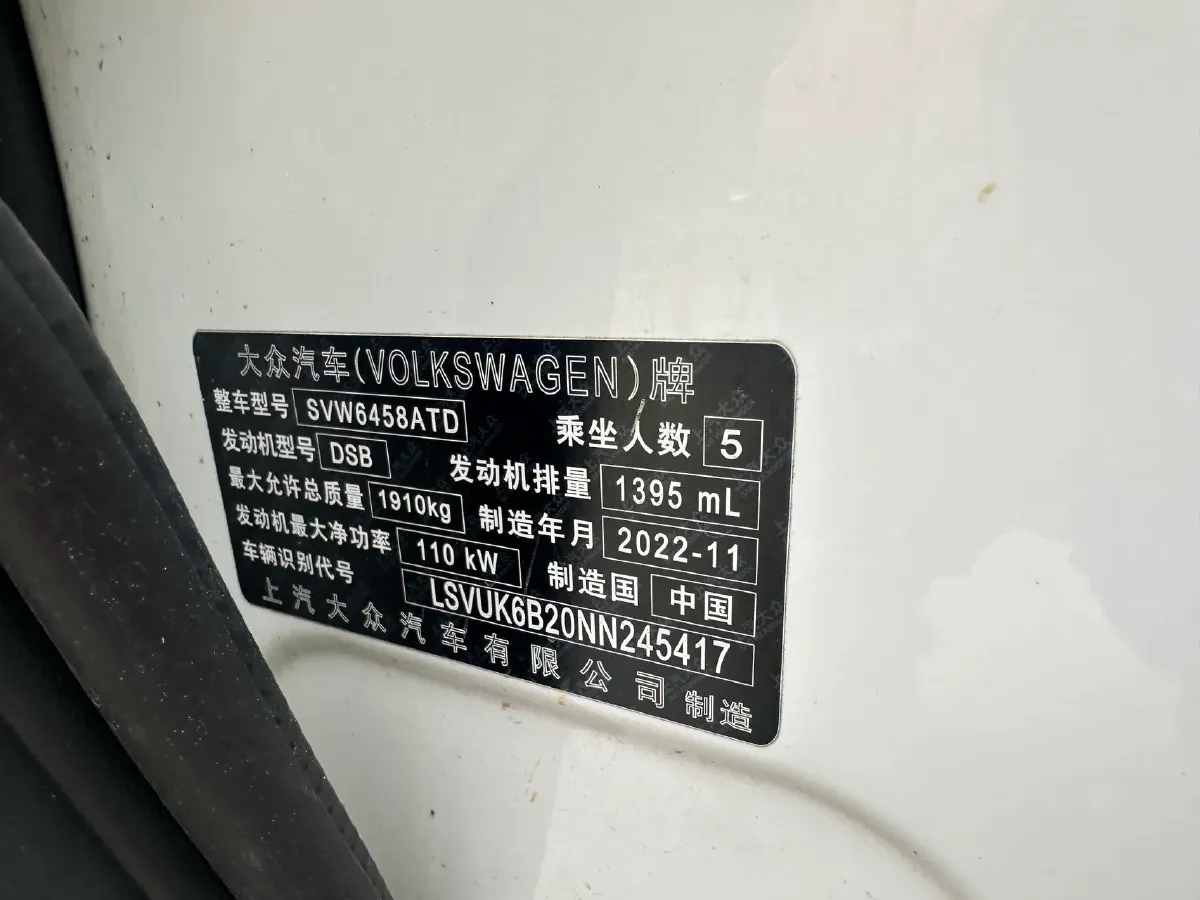 大众汽车(VOLKSWAGEN)牌
整车型号 SVW6458ATD 乘坐人数 5
发动机型号 DSB 发动机排量 1395 mL
最大允许总质量 1910kg 制造年月 2022-11
发动机最大净功率 110 kW 制造国 中国
车辆识别代号 LSVUK6B20NN245417
上汽大众汽车有限公司制造